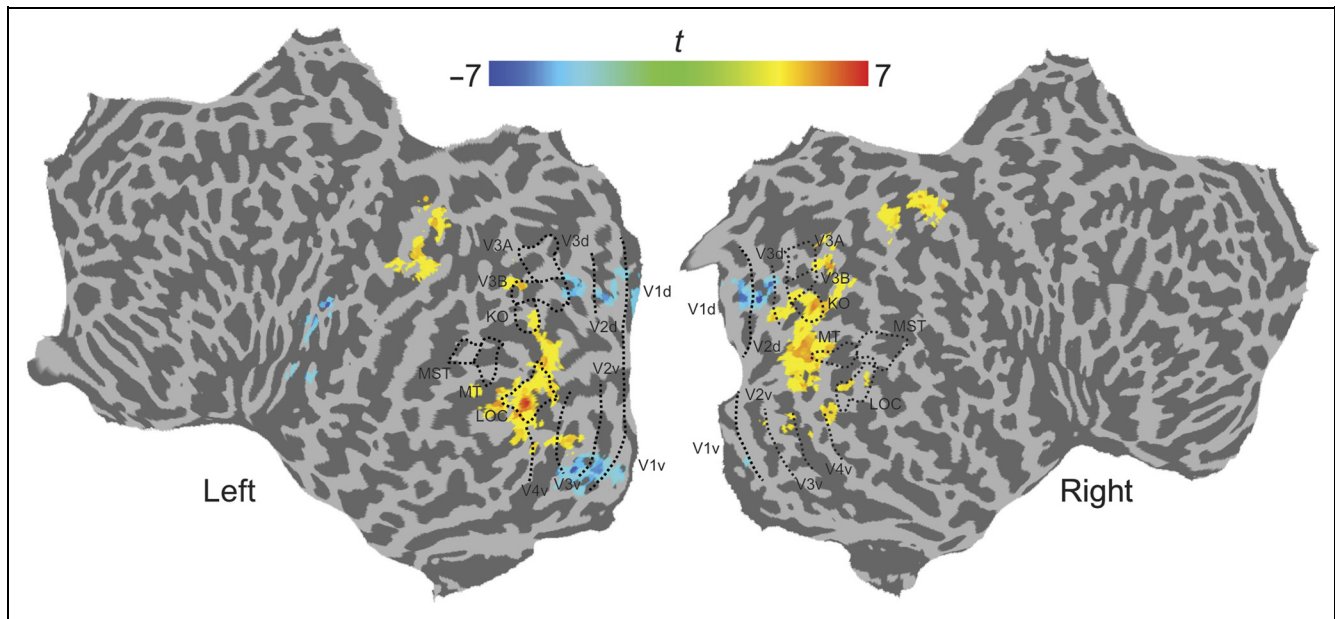 t
−7 7
V3A V3d
V3B
V1d
KO
V2d
MST
V2v
MT
LOC
V1v
V4v V3v
Left
V3d V3A
V3B
V1d
KO
MST
MT
V2d
V2v
LOC
V1v
V4v
V3v
Right